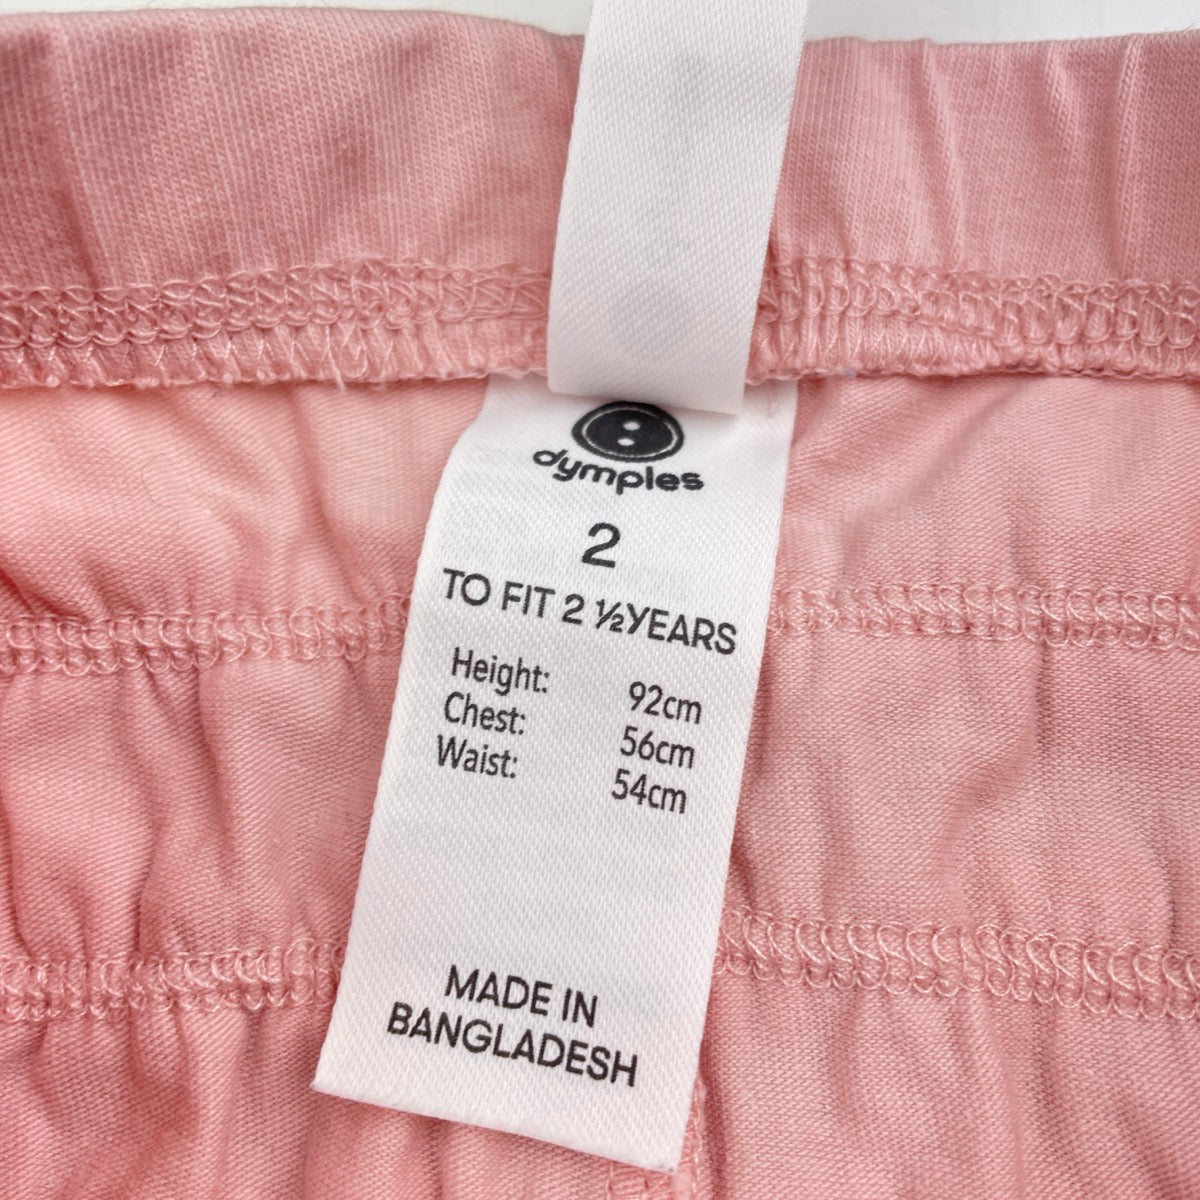 dymples
2
TO FIT 2 ½YEARS
Height: 92cm
Chest: 56cm
Waist: 54cm
MADE IN
BANGLADESH